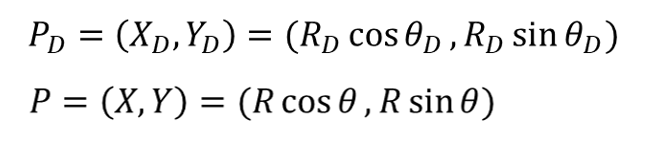 P_D = (X_D, Y_D) = (R_D cos θ_D , R_D sin θ_D)
P = (X, Y) = (R cos θ , R sin θ)